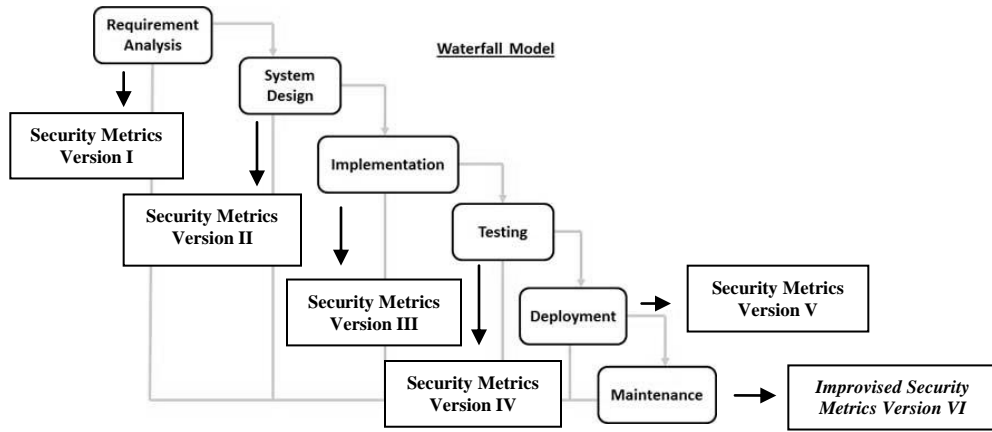 Requirement
Analysis
Waterfall Model
System
Design
Security Metrics
Version I
Implementation
Security Metrics
Version II
Testing
Security Metrics
Version III
Deployment
Security Metrics
Version V
Security Metrics
Version IV
Maintenance
Improvised Security
Metrics Version VI